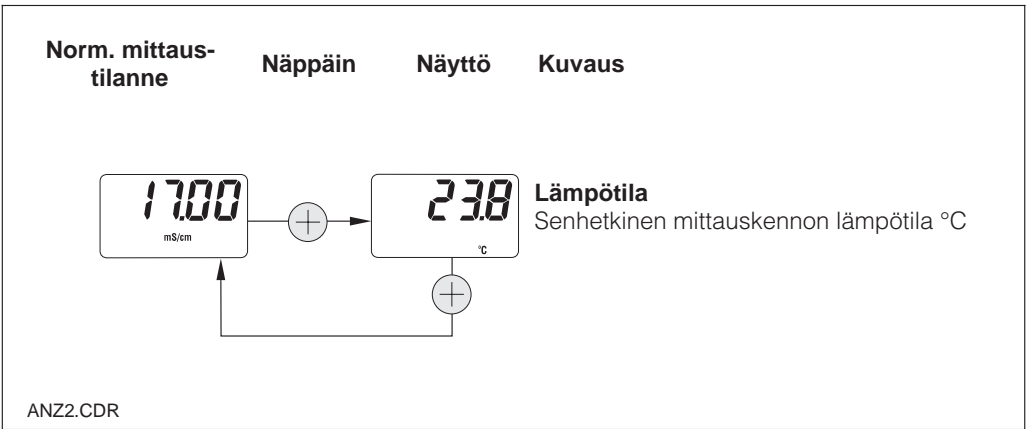 Norm. mittaus-
tilanne
Näppäin
Näyttö
Kuvaus
17.00
mS/cm
23.8
°C
Lämpötila
Senhetkinen mittauskennon lämpötila °C
ANZ2.CDR